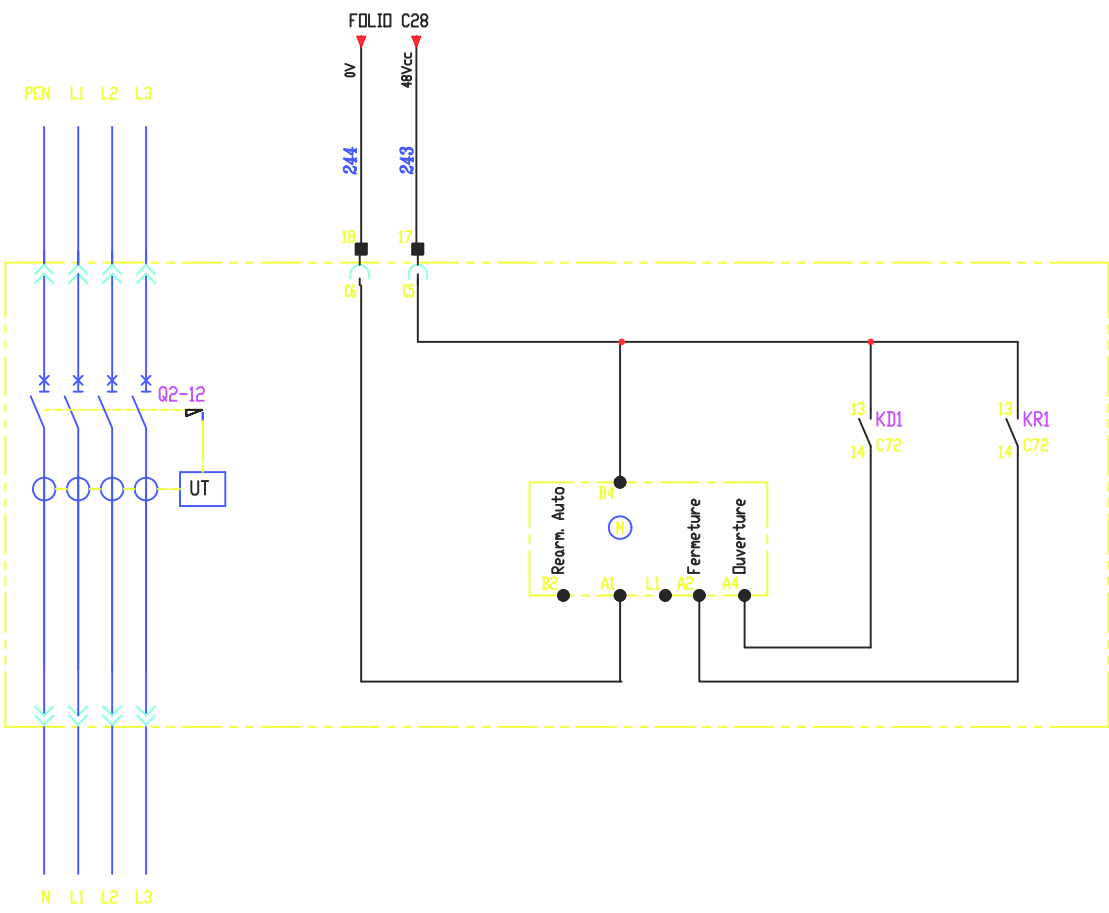 FOLIO C28
0V
48Vcc
PEN L1 L2 L3
244
243
18
17
C6
C5
Q2-12
13
KD1
14
C72
13
KR1
14
C72
UT
B4
Rearm. Auto
M
Fermeture
Ouverture
B2
A1
L1
A2
A4
N L1 L2 L3